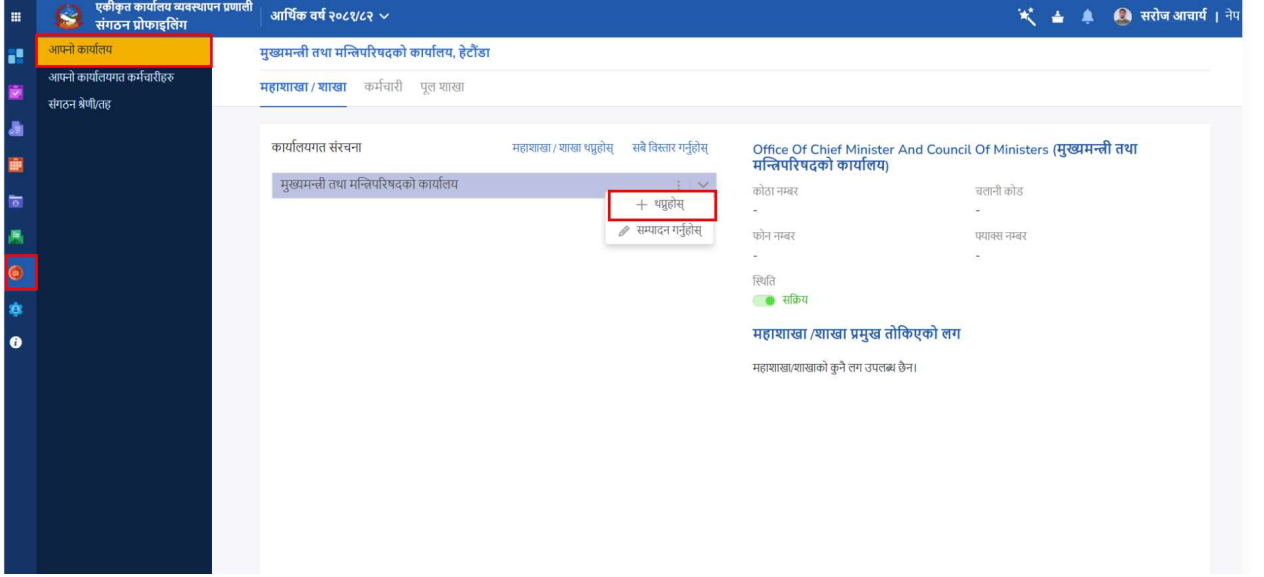 एकीकृत कार्यालय व्यवस्थापन प्रणाली
संगठन प्रोफाइलिंग
आर्थिक वर्ष २०८१/८२
सरोज आचार्य | नेप
आफ्नो कार्यालय
आफ्नो कार्यालयगत कर्मचारीहरु
संगठन श्रेणी/तह
मुख्यमन्त्री तथा मन्त्रिपरिषदको कार्यालय, हेटौंडा
महाशाखा / शाखा कर्मचारी पूल शाखा
कार्यालयगत संरचना महाशाखा / शाखा थप्नुहोस् सबै विस्तार गर्नुहोस्
मुख्यमन्त्री तथा मन्त्रिपरिषदको कार्यालय
+ थप्नुहोस्
सम्पादन गर्नुहोस्
Office Of Chief Minister And Council Of Ministers (मुख्यमन्त्री तथा
मन्त्रिपरिषदको कार्यालय)
कोठा नम्बर चलानी कोड
- -
फोन नम्बर फ्याक्स नम्बर
- -
स्थिति
सक्रिय
महाशाखा /शाखा प्रमुख तोकिएको लग
महाशाखा/शाखाको कुनै लग उपलब्ध छैन।